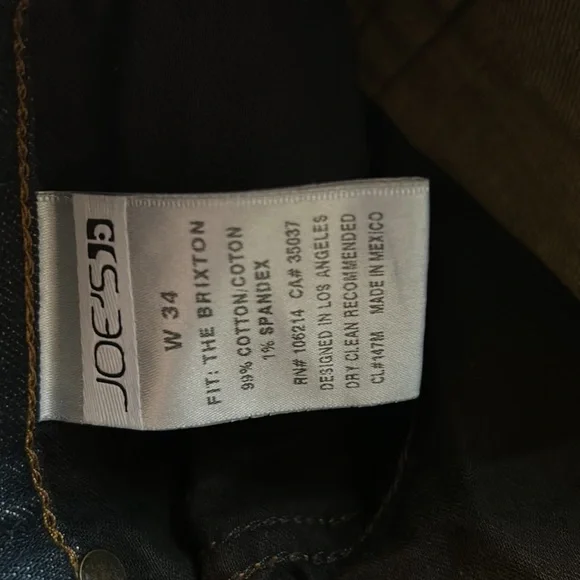 JOE'S
W 34
FIT: THE BRIXTON
99% COTTON/COTON
1% SPANDEX
RN# 106214 CA# 35037
DESIGNED IN LOS ANGELES
DRY CLEAN RECOMMENDED
CL#147M MADE IN MEXICO